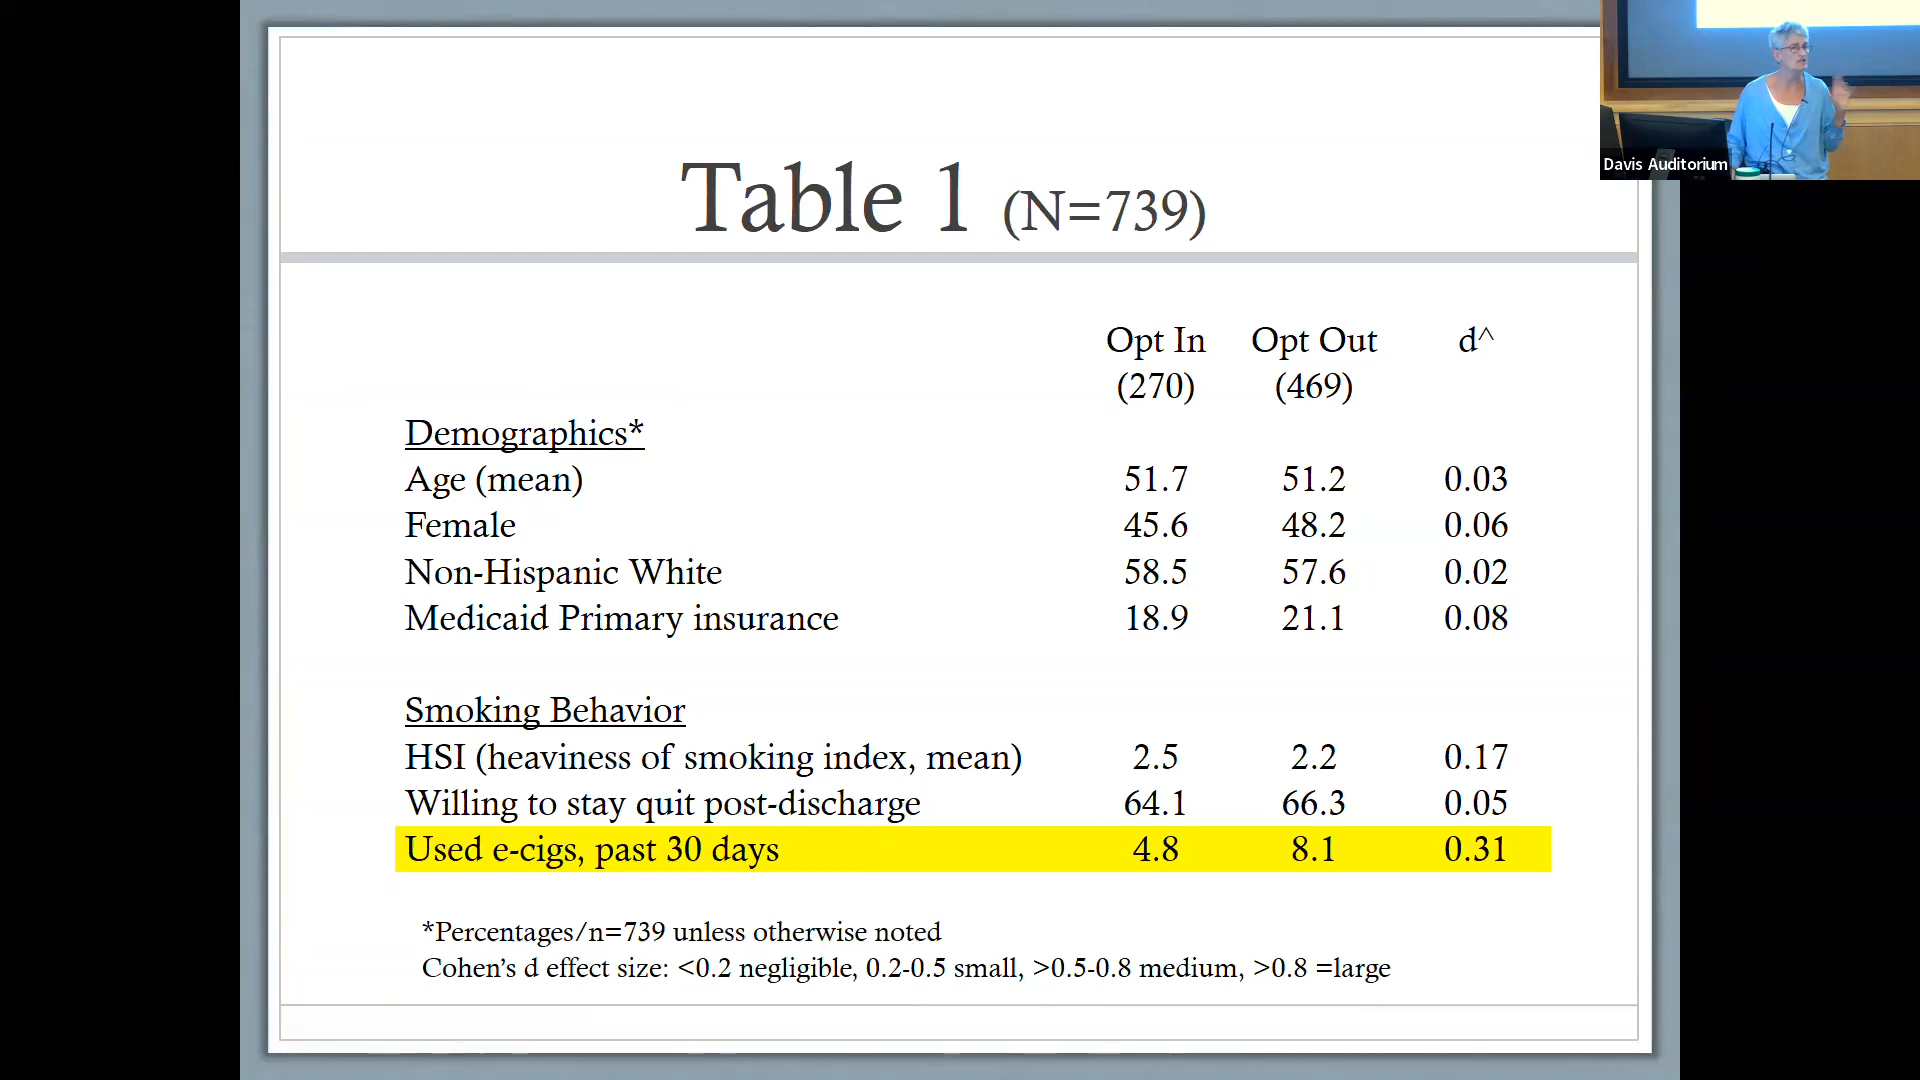 Davis Auditorium
Table 1 (N=739)
Opt In Opt Out d^
(270) (469)
Demographics*
Age (mean) 51.7 51.2 0.03
Female 45.6 48.2 0.06
Non-Hispanic White 58.5 57.6 0.02
Medicaid Primary insurance 18.9 21.1 0.08
Smoking Behavior
HSI (heaviness of smoking index, mean) 2.5 2.2 0.17
Willing to stay quit post-discharge 64.1 66.3 0.05
Used e-cigs, past 30 days 4.8 8.1 0.31
*Percentages/n=739 unless otherwise noted
Cohen's d effect size: <0.2 negligible, 0.2-0.5 small, >0.5-0.8 medium, >0.8 =large